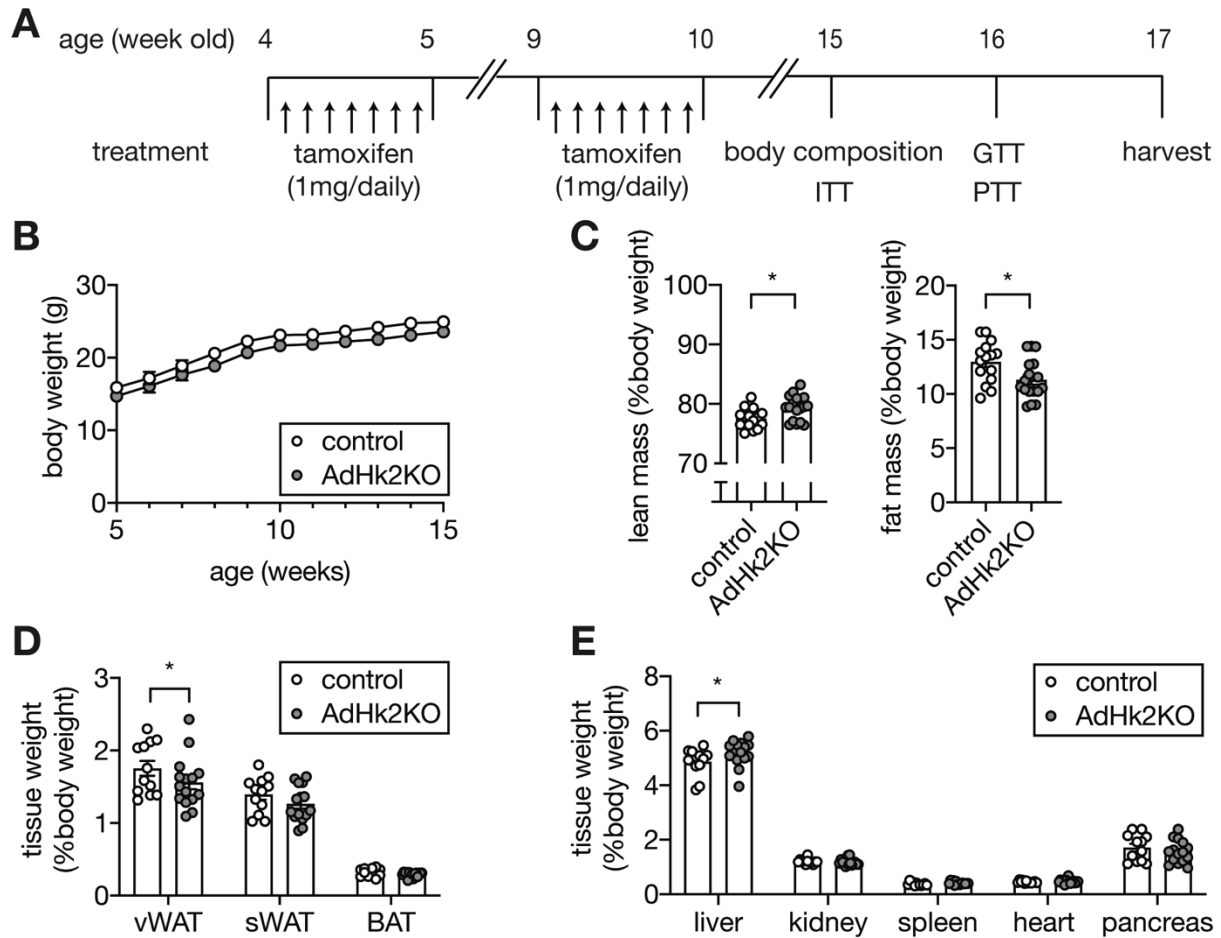 A
age (week old) 4 5 9 10 15 16 17
treatment tamoxifen tamoxifen body composition GTT harvest
(1mg/daily) (1mg/daily) ITT PTT
B
body weight (g)
30
20
10
0
5 10 15
age (weeks)
control
AdHk2KO
C
lean mass (%body weight)
100
90
80
70
*
control
AdHk2KO
fat mass (%body weight)
20
15
10
5
0
*
control
AdHk2KO
D
tissue weight
(%body weight)
3
2
1
0
*
control
AdHk2KO
vWAT sWAT BAT
E
tissue weight
(%body weight)
8
6
4
2
0
*
control
AdHk2KO
liver kidney spleen heart pancreas